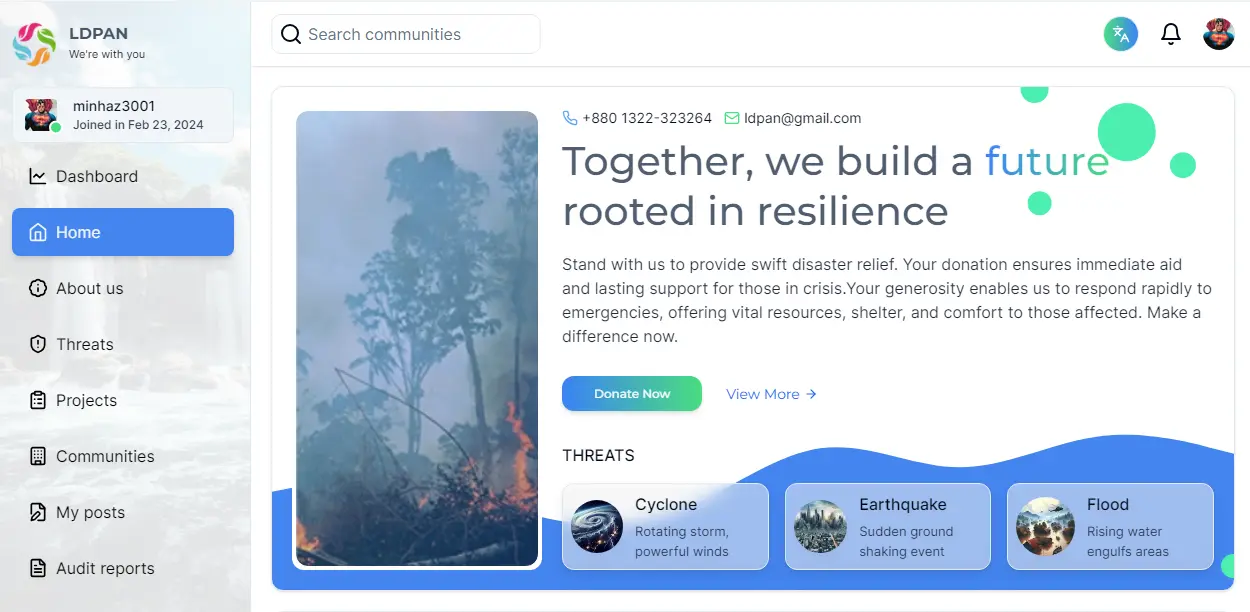 LDPAN
We're with you
minhaz3001
Joined in Feb 23, 2024
Dashboard
Home
About us
Threats
Projects
Communities
My posts
Audit reports
Search communities
+880 1322-323264 ldpan@gmail.com
Together, we build a future
rooted in resilience
Stand with us to provide swift disaster relief. Your donation ensures immediate aid
and lasting support for those in crisis.Your generosity enables us to respond rapidly to
emergencies, offering vital resources, shelter, and comfort to those affected. Make a
difference now.
Donate Now View More →
THREATS
Cyclone
Rotating storm,
powerful winds
Earthquake
Sudden ground
shaking event
Flood
Rising water
engulfs areas